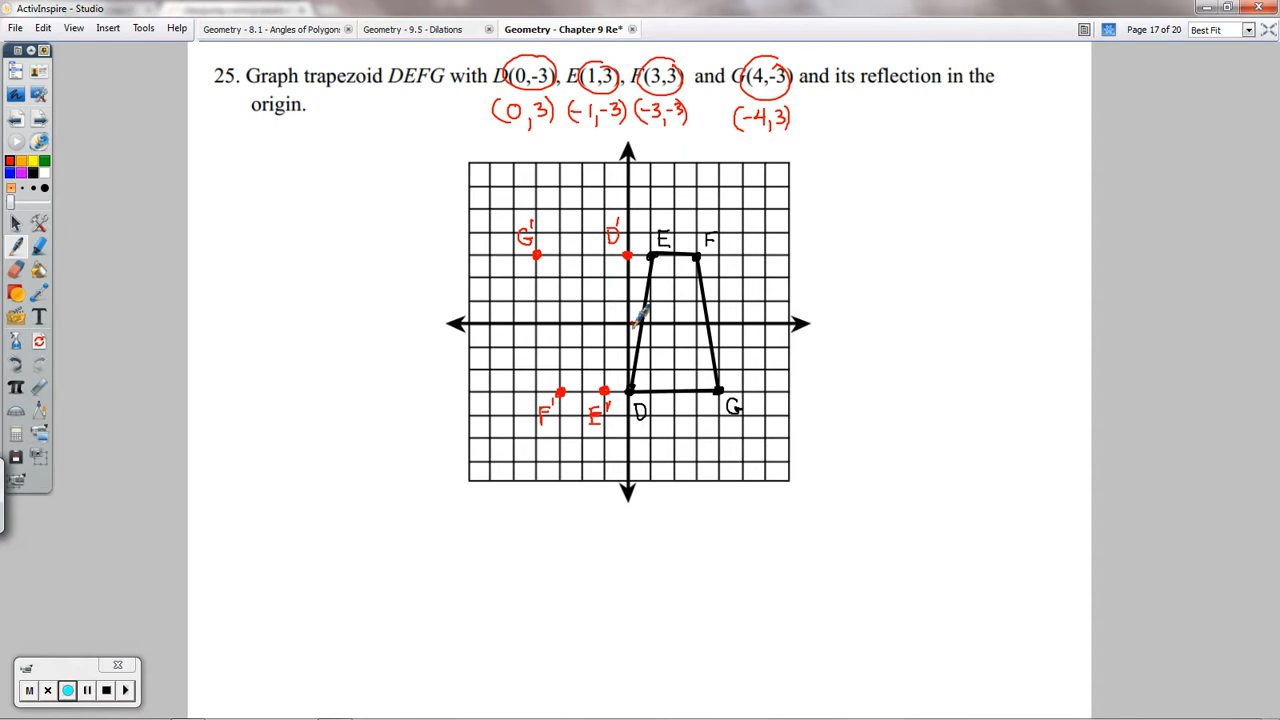 ActivInspire - Studio
File Edit View Insert Tools Help
Geometry - 8.1 - Angles of Polygons
Geometry - 9.5 - Dilations
Geometry - Chapter 9 Re*
Page 17 of 20
Best Fit
25. Graph trapezoid DEFG with D(0,-3), E(1,3), F(3,3) and G(4,-3) and its reflection in the
origin.
(0,3) (-1,-3) (-3,-3) (-4,3)
G' D' E F
F' E' D G
M